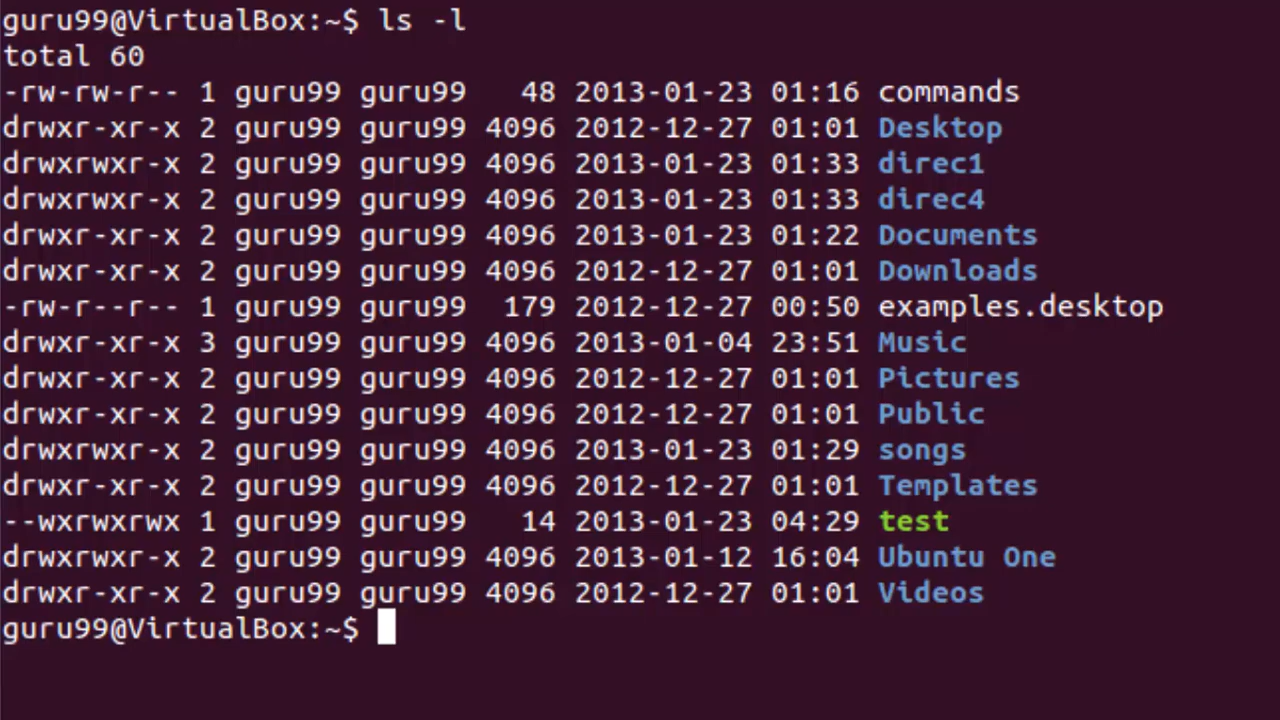 guru99@VirtualBox:~$ ls -l
total 60
-rw-rw-r-- 1 guru99 guru99   48 2013-01-23 01:16 commands
drwxr-xr-x 2 guru99 guru99 4096 2012-12-27 01:01 Desktop
drwxrwxr-x 2 guru99 guru99 4096 2013-01-23 01:33 direc1
drwxrwxr-x 2 guru99 guru99 4096 2013-01-23 01:33 direc4
drwxr-xr-x 2 guru99 guru99 4096 2013-01-23 01:22 Documents
drwxr-xr-x 2 guru99 guru99 4096 2012-12-27 01:01 Downloads
-rw-r--r-- 1 guru99 guru99  179 2012-12-27 00:50 examples.desktop
drwxr-xr-x 3 guru99 guru99 4096 2013-01-04 23:51 Music
drwxr-xr-x 2 guru99 guru99 4096 2012-12-27 01:01 Pictures
drwxr-xr-x 2 guru99 guru99 4096 2012-12-27 01:01 Public
drwxrwxr-x 2 guru99 guru99 4096 2013-01-23 01:29 songs
drwxr-xr-x 2 guru99 guru99 4096 2012-12-27 01:01 Templates
--wxrwxrwx 1 guru99 guru99   14 2013-01-23 04:29 test
drwxrwxr-x 2 guru99 guru99 4096 2013-01-12 16:04 Ubuntu One
drwxr-xr-x 2 guru99 guru99 4096 2012-12-27 01:01 Videos
guru99@VirtualBox:~$